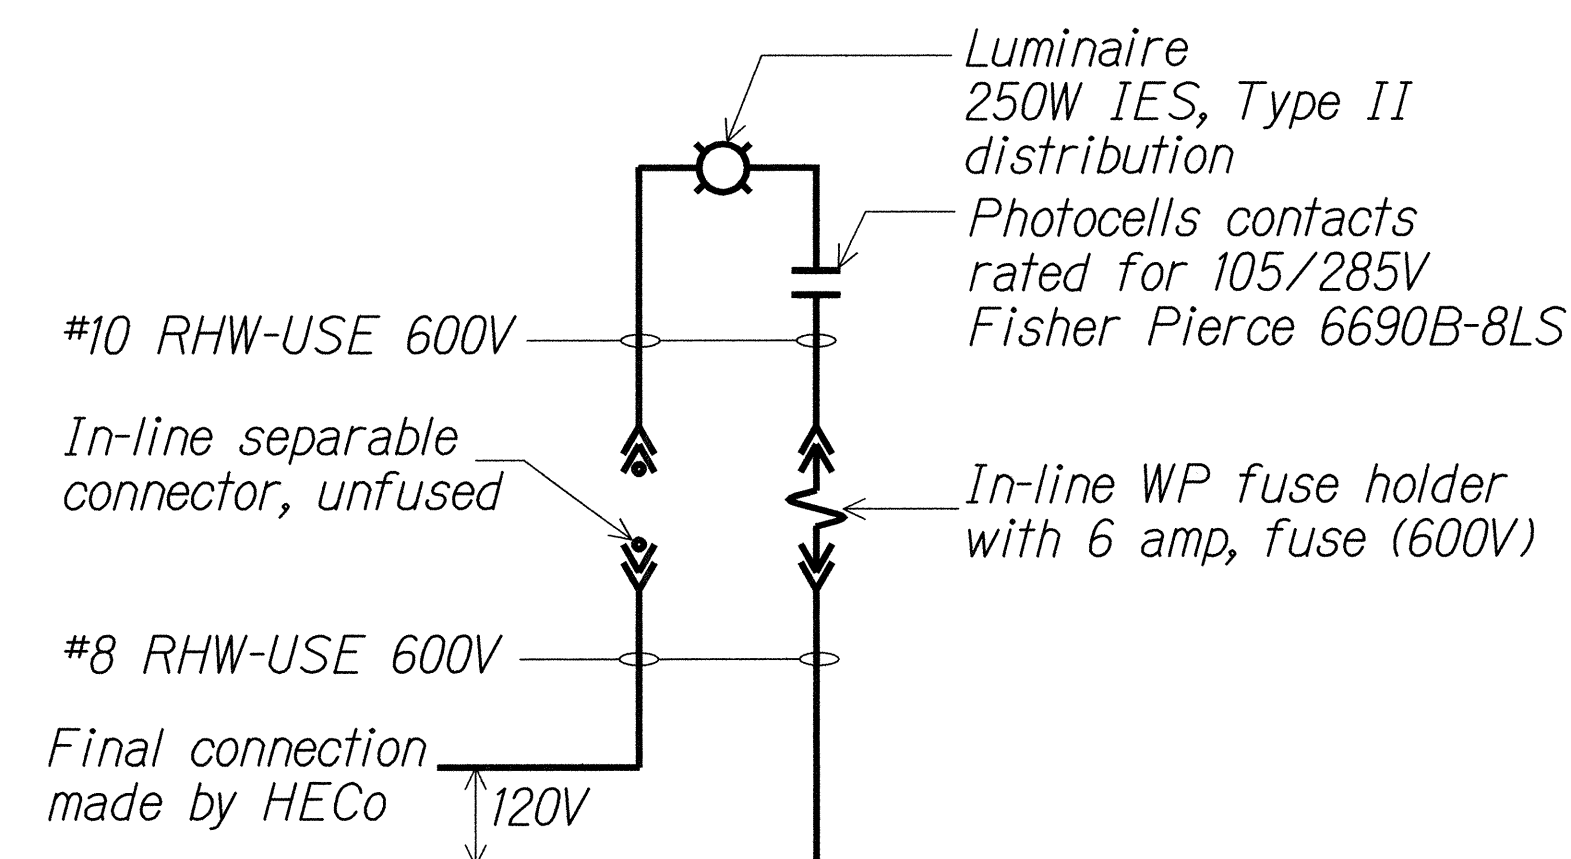 Luminaire
250W IES, Type II
distribution
Photocells contacts
rated for 105/285V
Fisher Pierce 6690B-8LS
#10 RHW-USE 600V
In-line separable
connector, unfused
In-line WP fuse holder
with 6 amp, fuse (600V)
#8 RHW-USE 600V
Final connection
made by HECo
120V